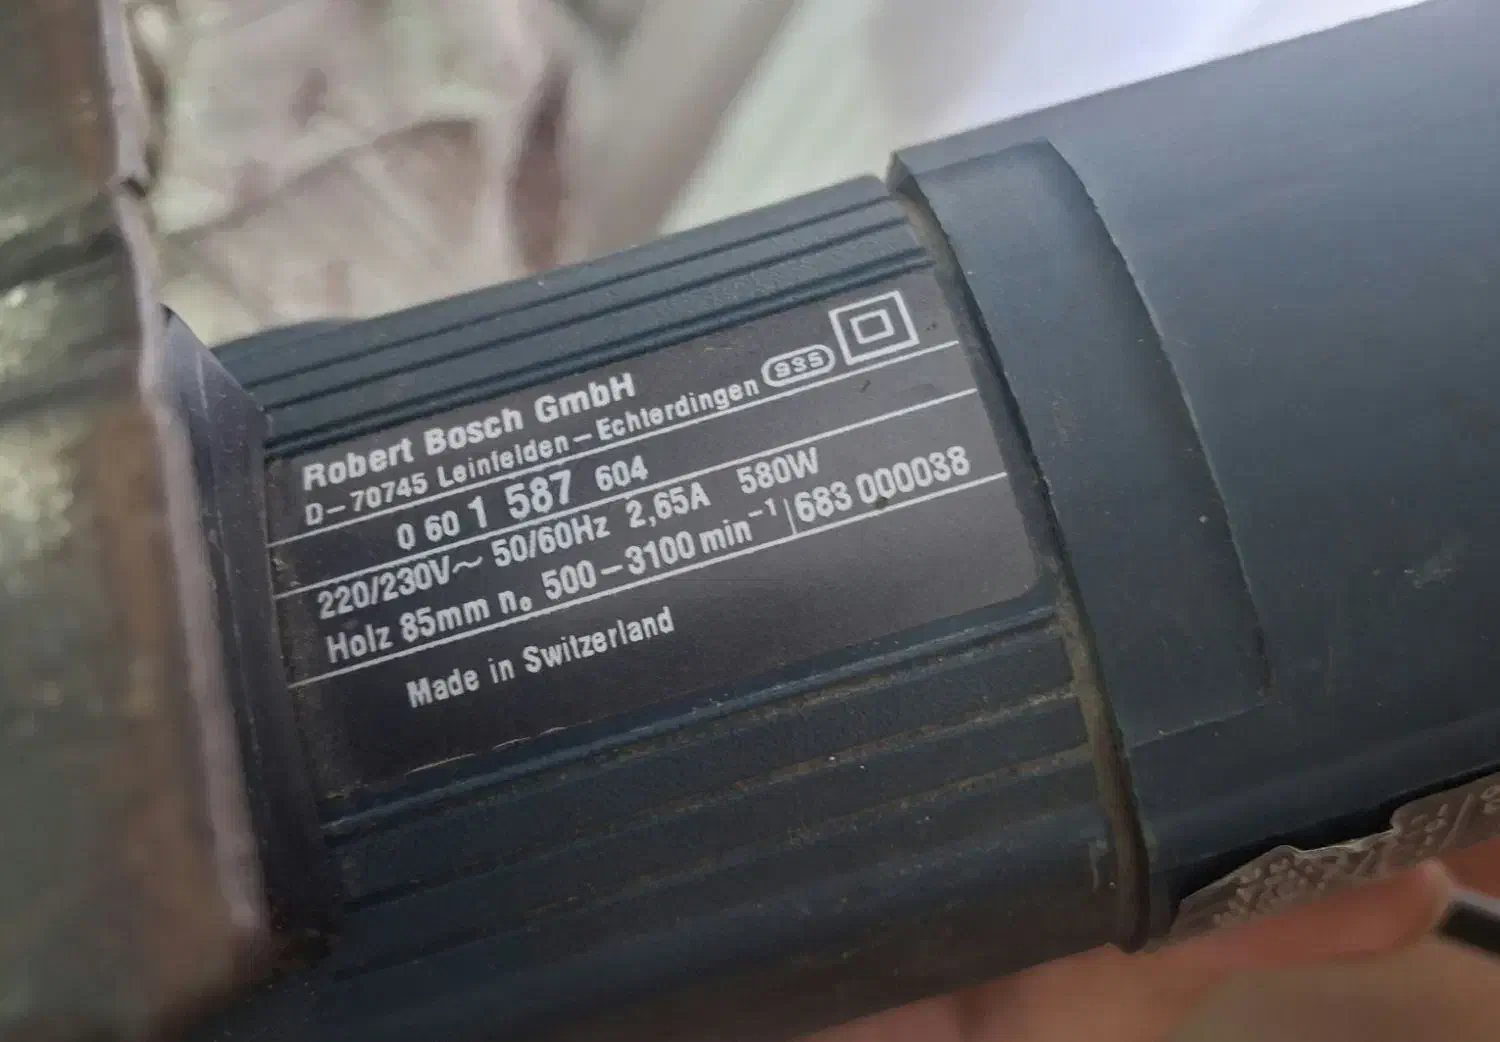 Robert Bosch GmbH
D-70745 Leinfelden-Echterdingen 935
0 60 1 587 604
220/230V~ 50/60Hz 2,65A 580W
Holz 85mm n₀ 500-3100 min⁻¹ 683 000038
Made in Switzerland